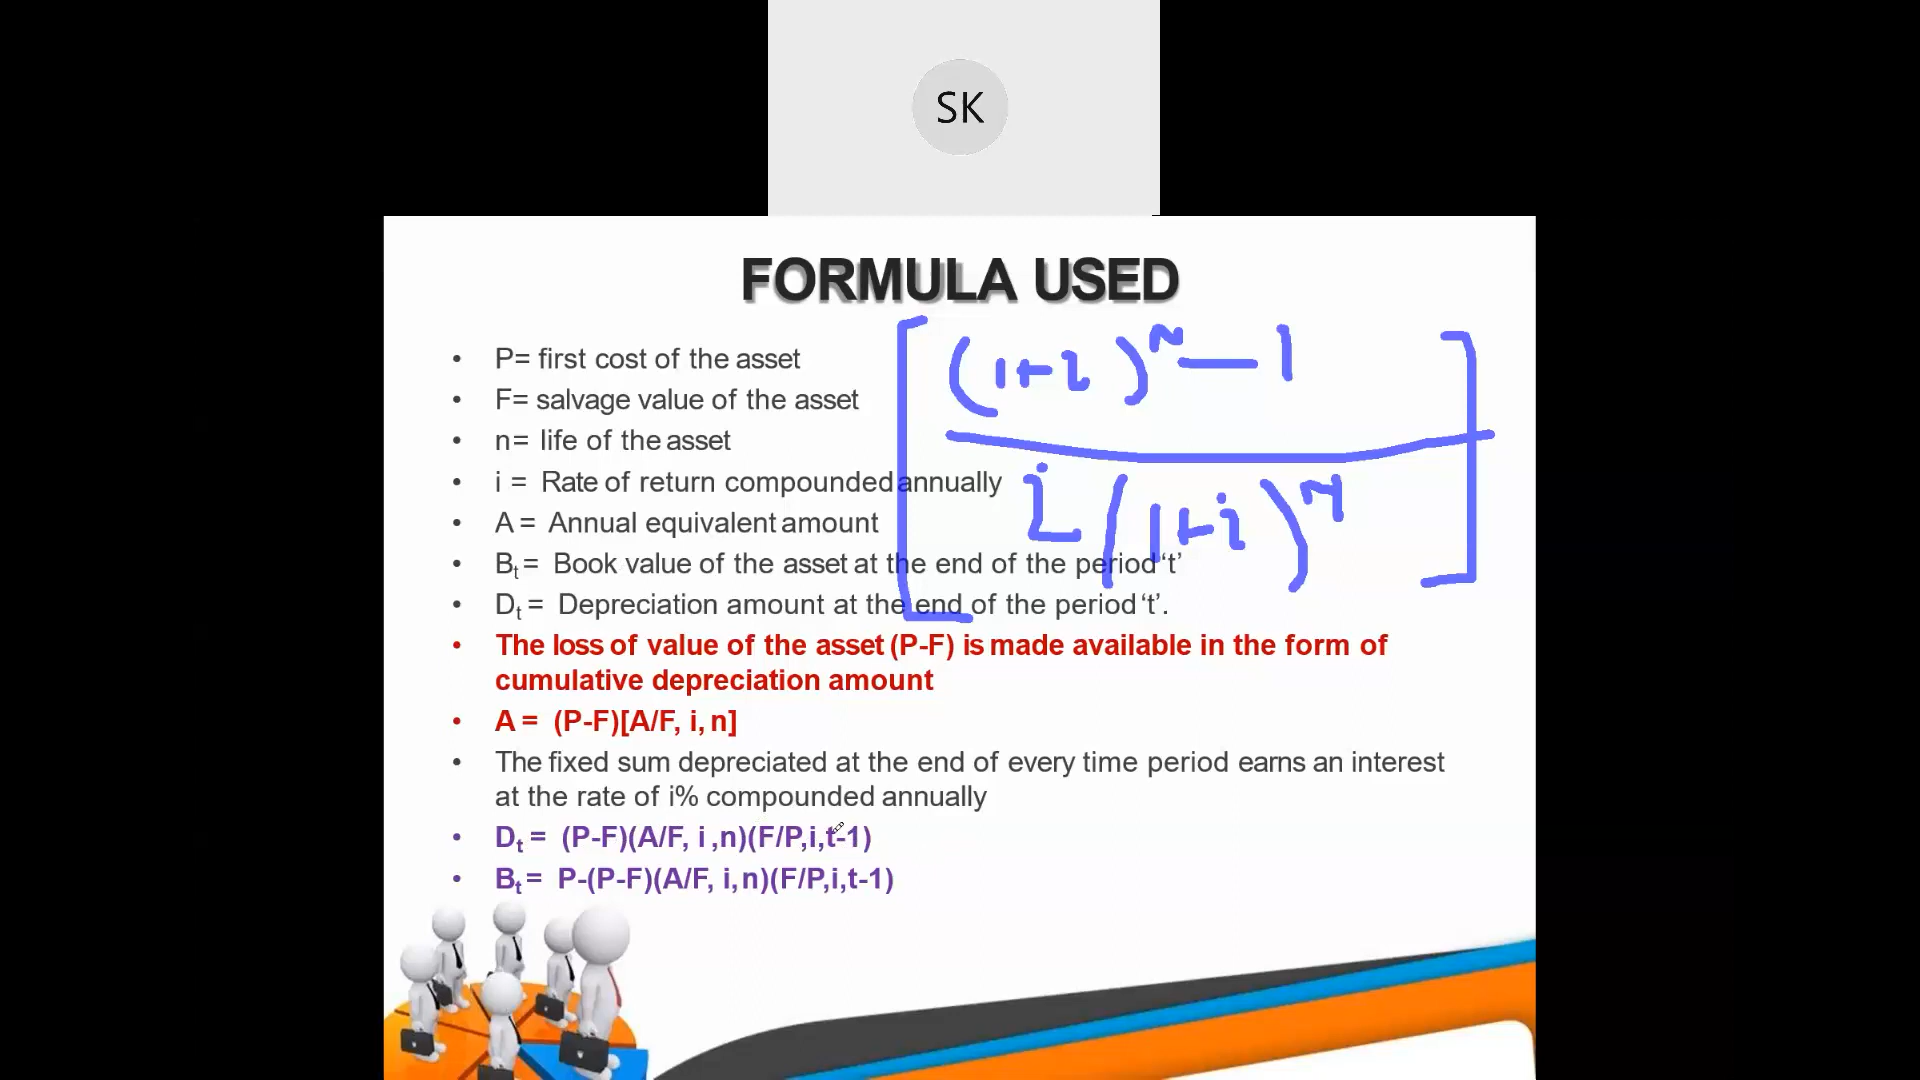 SK
FORMULA USED
• P= first cost of the asset
• F= salvage value of the asset
• n= life of the asset
• i = Rate of return compounded annually
• A = Annual equivalent amount
• Bt = Book value of the asset at the end of the period ‘t’
• Dt = Depreciation amount at the end of the period ‘t’.
• The loss of value of the asset (P-F) is made available in the form of
cumulative depreciation amount
• A = (P-F)[A/F, i, n]
• The fixed sum depreciated at the end of every time period earns an interest
at the rate of i% compounded annually
• Dt = (P-F)(A/F, i ,n)(F/P,i,t-1)
• Bt = P-(P-F)(A/F, i, n)(F/P,i,t-1)
[(1+i)^n - 1
i(1+i)^n]